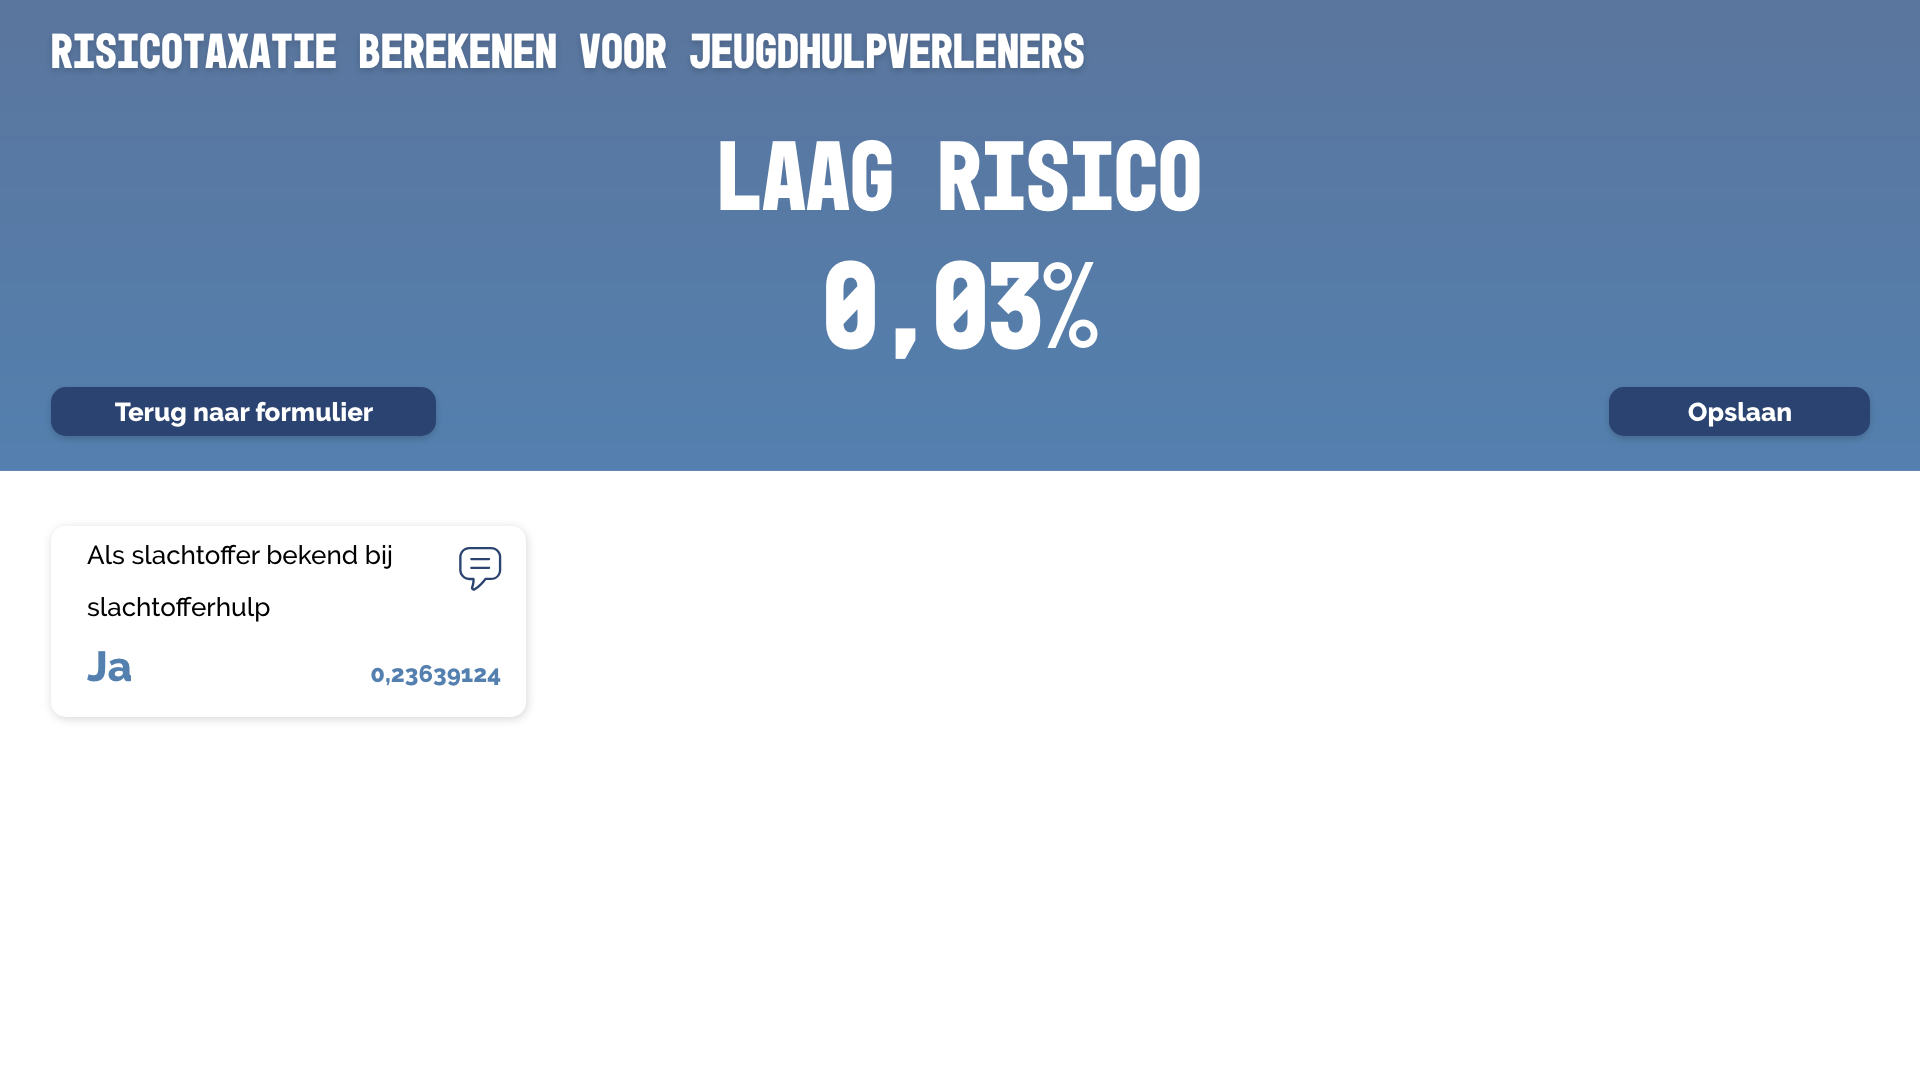 RISICOTAXATIE BEREKENEN VOOR JEUGDHULPVERLENERS
LAAG RISICO
0,03%
Terug naar formulier
Opslaan
Als slachtoffer bekend bij
slachtofferhulp
Ja
0,23639124